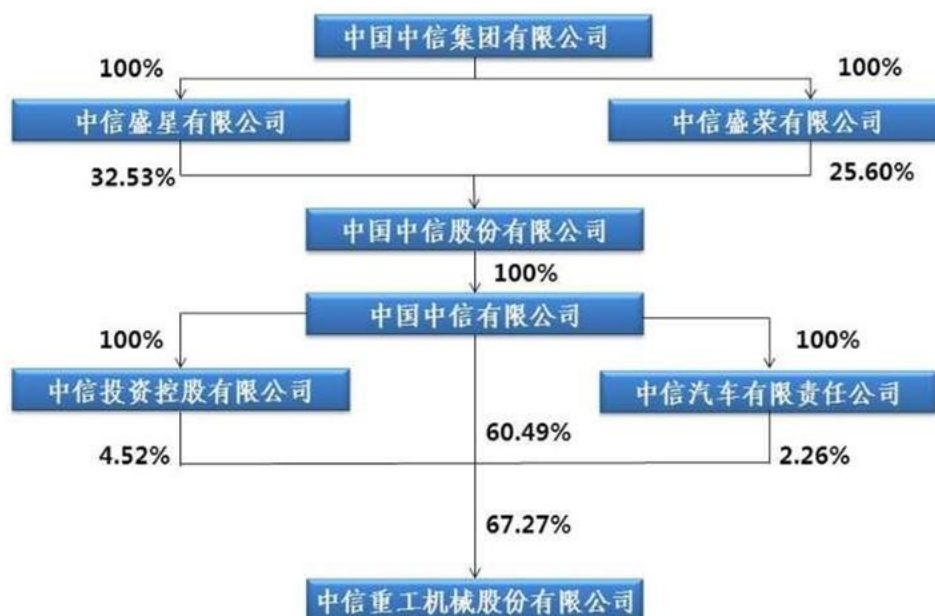 中国中信集团有限公司
100%
100%
中信盛星有限公司
中信盛荣有限公司
32.53%
25.60%
中国中信股份有限公司
100%
中国中信有限公司
100%
100%
中信投资控股有限公司
中信汽车有限责任公司
60.49%
4.52%
2.26%
67.27%
中信重工机械股份有限公司